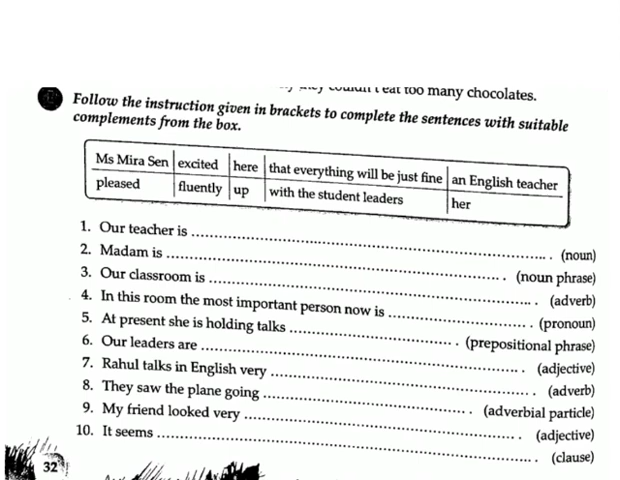 they couldn't eat too many chocolates.
Follow the instruction given in brackets to complete the sentences with suitable
complements from the box.
Ms Mira Sen excited here that everything will be just fine an English teacher
pleased fluently up with the student leaders her
1. Our teacher is .................... . (noun)
2. Madam is .................... . (noun phrase)
3. Our classroom is .................... . (adverb)
4. In this room the most important person now is .................... . (pronoun)
5. At present she is holding talks .................... . (prepositional phrase)
6. Our leaders are .................... . (adjective)
7. Rahul talks in English very .................... . (adverb)
8. They saw the plane going .................... . (adverbial particle)
9. My friend looked very .................... . (adjective)
10. It seems .................... . (clause)
32